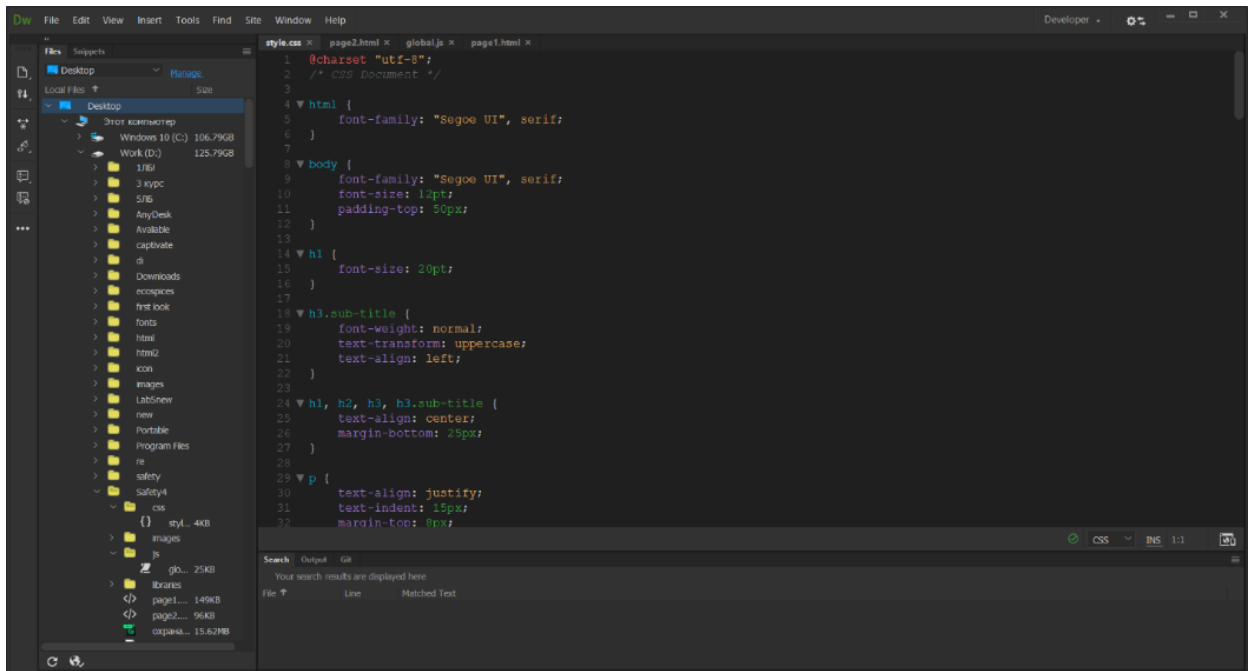 Dw File Edit View Insert Tools Find Site Window Help Developer
Files Snippets
Desktop Manage
Local Files Size
Desktop
Этот компьютер
Windows 10 (C:) 106.79GB
Work (D:) 125.79GB
1ЛБ!
3 курс
5ЛБ
AnyDesk
Avalable
captivate
di
Downloads
ecospices
first look
fonts
html
html2
icon
images
Lab5new
new
Portable
Program Files
re
safety
Safety4
css
{} styl... 4KB
images
js
glo... 25KB
libraries
</> page1.... 149KB
</> page2.... 96KB
охрана... 15.62MB
style.css × page2.html × global.js × page1.html ×
1 @charset "utf-8";
2 /* CSS Document */
3
4 html {
5 font-family: "Segoe UI", serif;
6 }
7
8 body {
9 font-family: "Segoe UI", serif;
10 font-size: 12pt;
11 padding-top: 50px;
12 }
13
14 h1 {
15 font-size: 20pt;
16 }
17
18 h3.sub-title {
19 font-weight: normal;
20 text-transform: uppercase;
21 text-align: left;
22 }
23
24 h1, h2, h3, h3.sub-title {
25 text-align: center;
26 margin-bottom: 25px;
27 }
28
29 p {
30 text-align: justify;
31 text-indent: 15px;
32 margin-top: 8px;
CSS INS 1:1
Search Output Git
Your search results are displayed here
File Line Matched Text